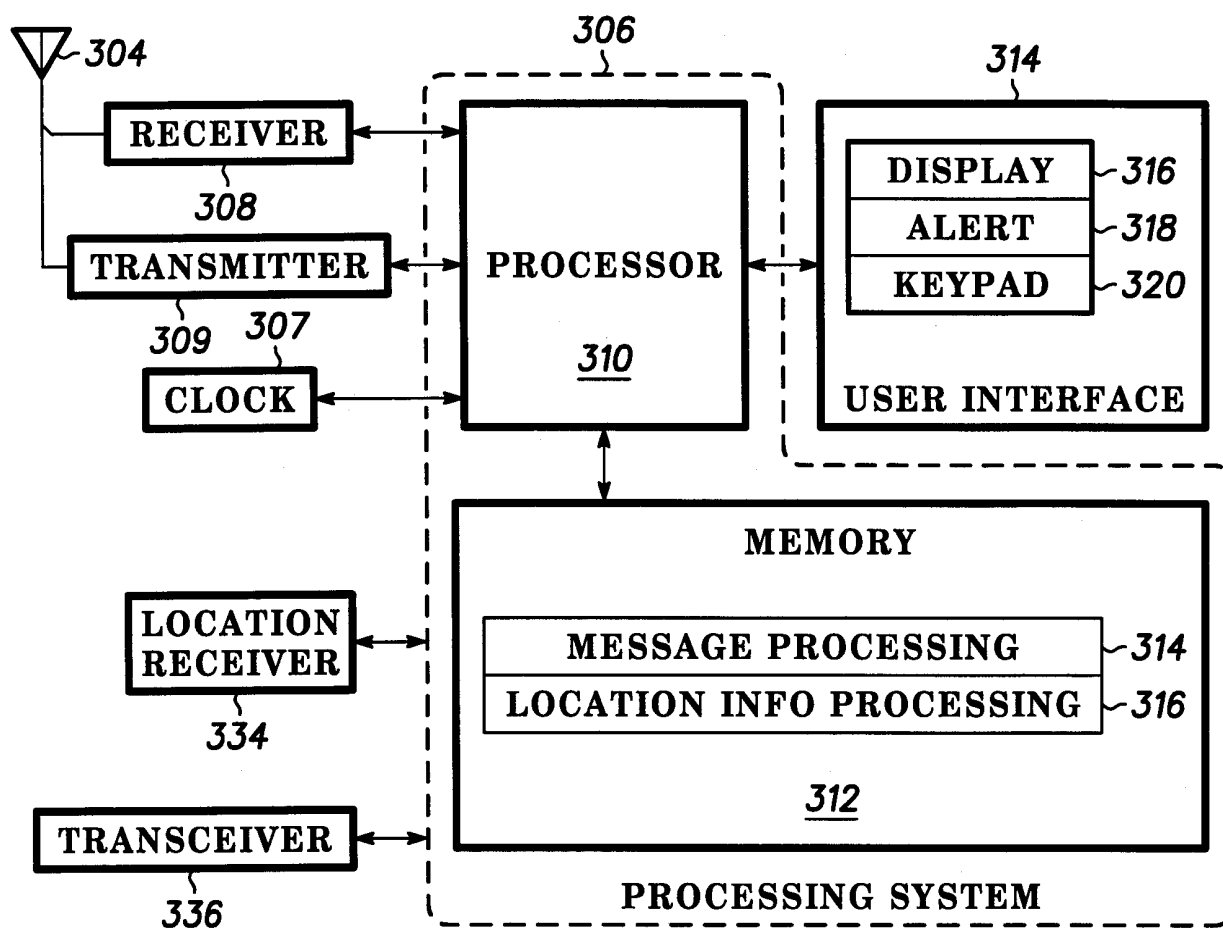 304
306
314
RECEIVER
308
DISPLAY
316
ALERT
318
KEYPAD
320
USER INTERFACE
TRANSMITTER
309
PROCESSOR
310
307
CLOCK
MEMORY
MESSAGE PROCESSING
314
LOCATION INFO PROCESSING
316
312
LOCATION
RECEIVER
334
TRANSCEIVER
336
PROCESSING SYSTEM